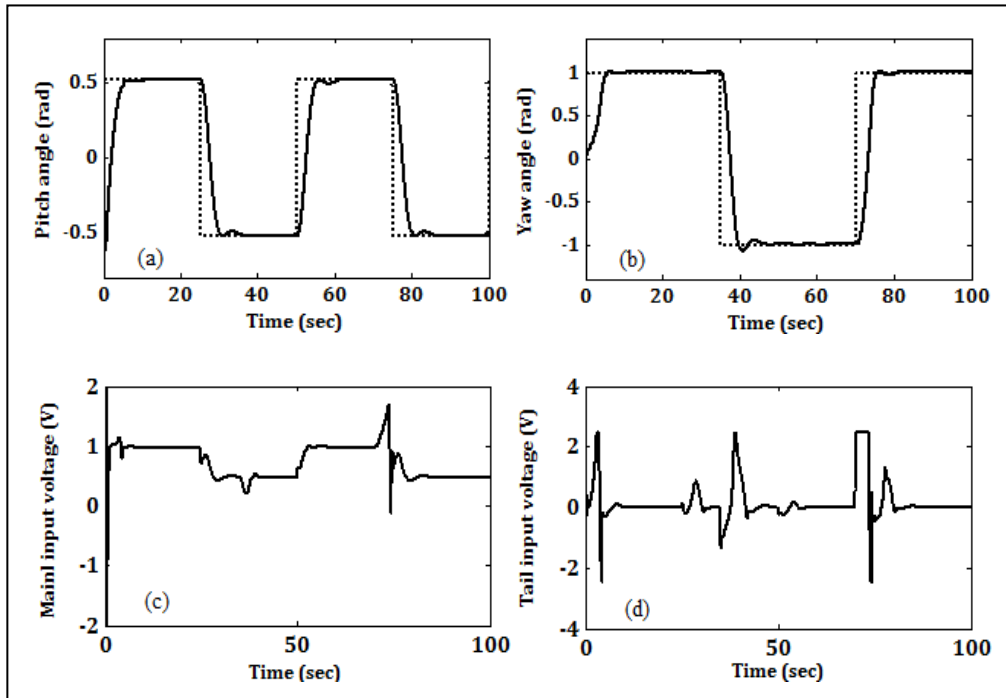 Pitch angle (rad)
0.5
0
-0.5
(a)
0 20 40 60 80 100
Time (sec)
Yaw angle (rad)
1
0.5
0
-0.5
-1
(b)
0 20 40 60 80 100
Time (sec)
Mainl input voltage (V)
2
1
0
-1
-2
(c)
0 50 100
Time (sec)
Tail input voltage (V)
4
2
0
-2
-4
(d)
0 50 100
Time (sec)